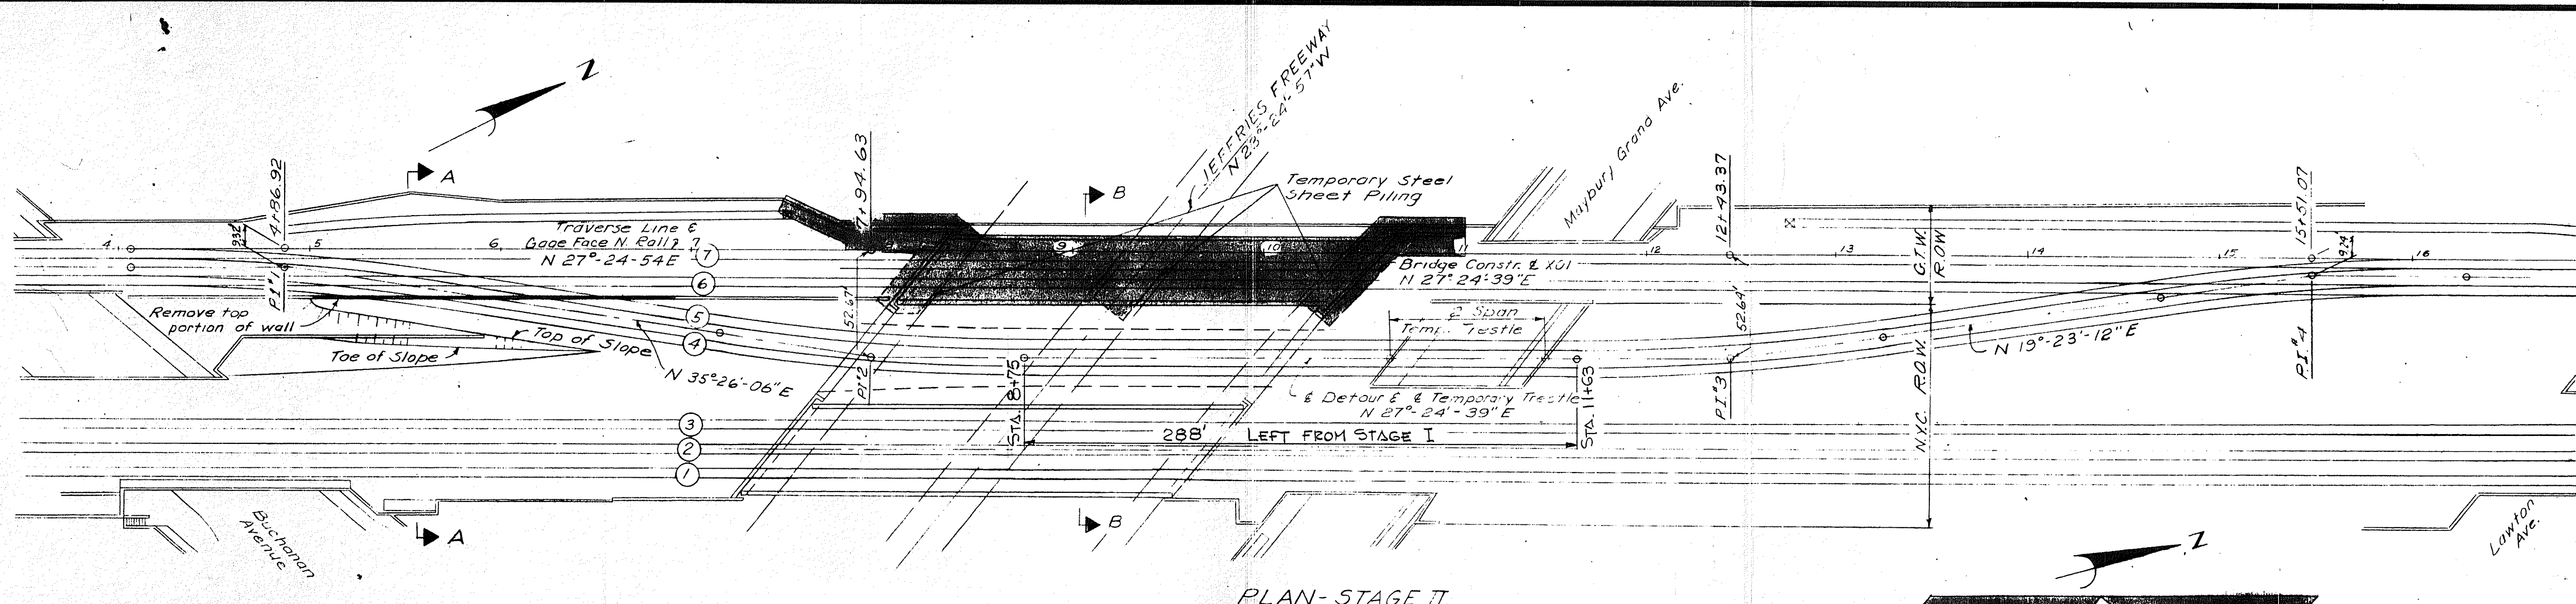 N
A
4+86.92
9.32'
P.I.#1
4
5
6
Traverse Line &
Gage Face N. Rail 7
N 27°-24-54E
7
6
5
4
3
2
1
Remove top
portion of wall
Top of Slope
Toe of Slope
N 35°26'-06"E
7+94.63
52.67'
P.I.#2
B
JEFFRIES FREEWAY
N 23°-24'-57"W
Temporary Steel
Sheet Piling
9
10
11
12
13
14
15
16
Maybury Grand Ave.
12+43.37
Bridge Constr. ℄
N 27°24'-39"E
2 Span
Temp. Trestle
52.64'
P.I.#3
G.T.W.
R.O.W
N.Y.C. R.O.W.
15+51.07
9.24'
P.I.#4
N 19°-23'-12"E
℄ Detour & ℄ Temporary Trestle
N 27°-24'-39"E
STA. 8+75
STA. 11+63
288' LEFT FROM STAGE I
Buchanan
Avenue
A
B
Lawton
Ave.
N
PLAN-STAGE II